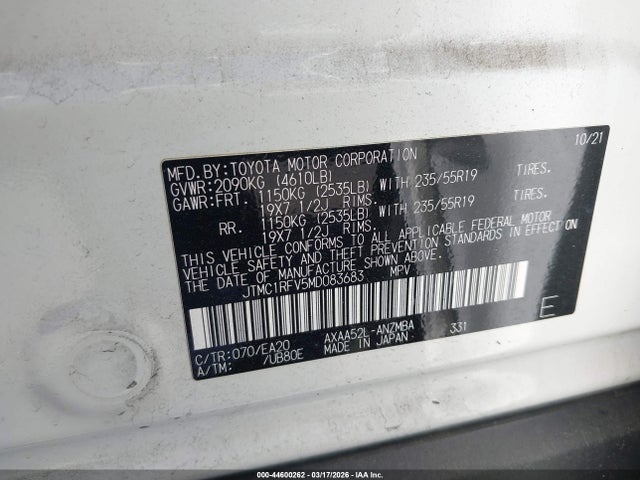 MFD. BY: TOYOTA MOTOR CORPORATION 10/21
GVWR: 2090KG (4610LB)
GAWR: FRT. 1150KG (2535LB) WITH 235/55R19 TIRES.
19X7 1/2J RIMS.
RR. 1150KG (2535LB) WITH 235/55R19 TIRES.
19X7 1/2J RIMS.
THIS VEHICLE CONFORMS TO ALL APPLICABLE FEDERAL MOTOR
VEHICLE SAFETY AND THEFT PREVENTION STANDARDS IN EFFECT ON
THE DATE OF MANUFACTURE SHOWN ABOVE.
JTMC1RFV5MD083683 MPV
C/TR: 070/EA20 AXAA52L-ANZMBA 331 E
A/TM: /UB80E MADE IN JAPAN
000-44600262 - 03/17/2026 - IAA Inc.